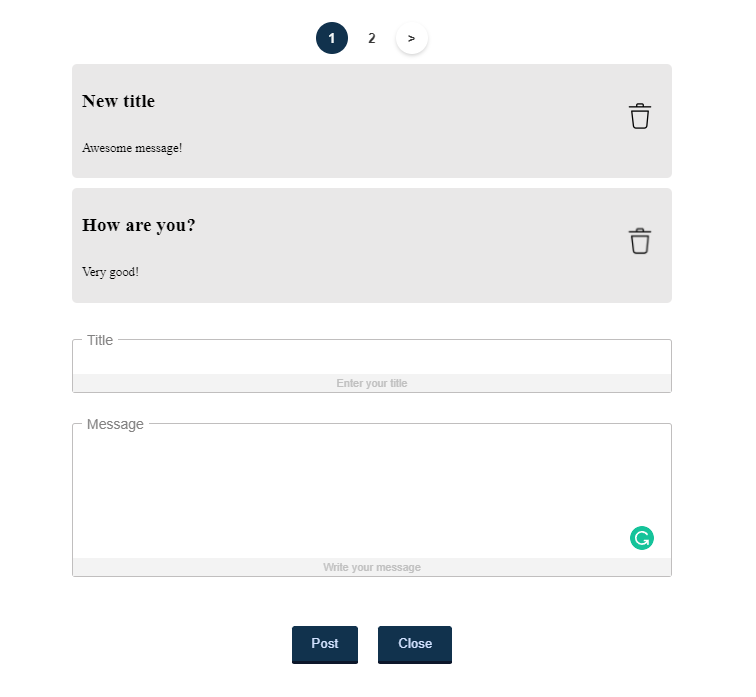 1 2 >
New title
Awesome message!
How are you?
Very good!
Title
Enter your title
Message
Write your message
Post Close